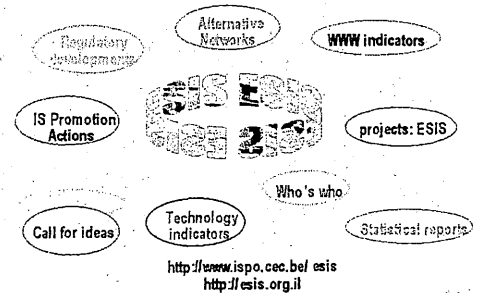 Alternative
Networks
Regulatory
developments
WWW indicators
ESIS ESIS
IS Promotion
Actions
projects: ESIS
Who's who
Call for ideas
Technology
indicators
Statistical reports
http://www.ispo.cec.be/ esis
http://esis.org.il